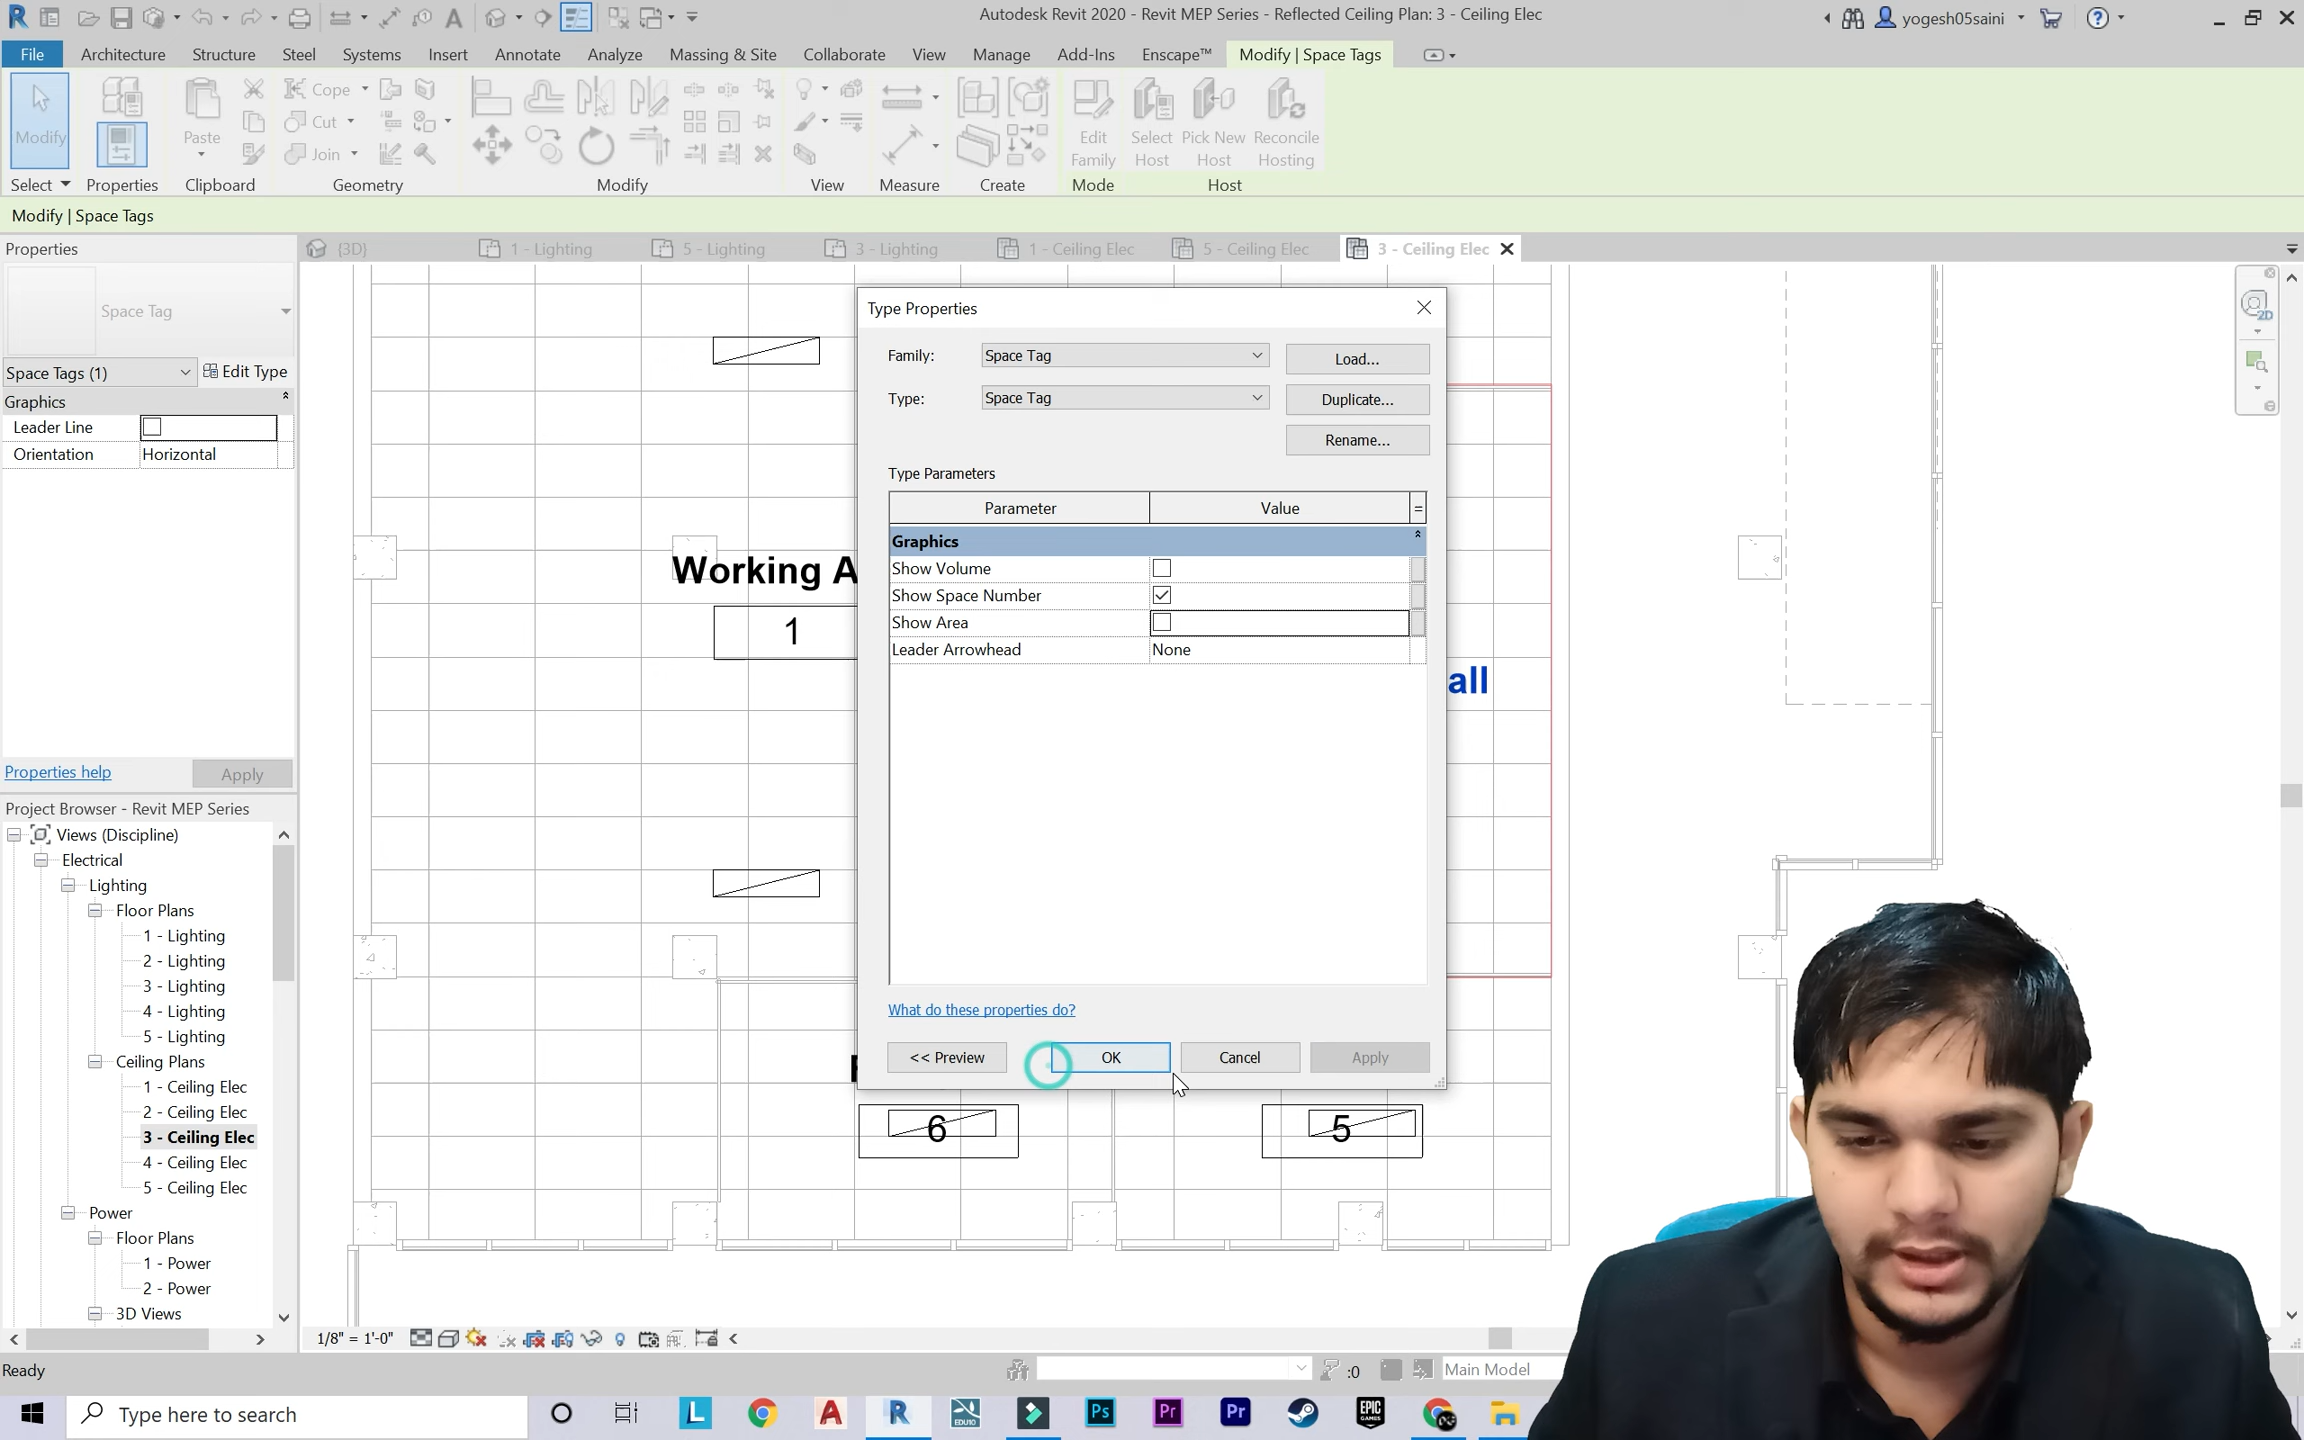 Autodesk Revit 2020 - Revit MEP Series - Reflected Ceiling Plan: 3 - Ceiling Elec
yogesh05saini
File Architecture Structure Steel Systems Insert Annotate Analyze Massing & Site Collaborate View Manage Add-Ins Enscape™ Modify | Space Tags
Modify
Paste
Cope
Cut
Join
Edit Family
Select Host
Pick New Host
Reconcile Hosting
Select Properties Clipboard Geometry Modify View Measure Create Mode Host
Modify | Space Tags
Properties
{3D} 1 - Lighting 5 - Lighting 3 - Lighting 1 - Ceiling Elec 5 - Ceiling Elec 3 - Ceiling Elec
Space Tag
Space Tags (1) Edit Type
Graphics
Leader Line
Orientation Horizontal
Properties help Apply
Project Browser - Revit MEP Series
Views (Discipline)
Electrical
Lighting
Floor Plans
1 - Lighting
2 - Lighting
3 - Lighting
4 - Lighting
5 - Lighting
Ceiling Plans
1 - Ceiling Elec
2 - Ceiling Elec
3 - Ceiling Elec
4 - Ceiling Elec
5 - Ceiling Elec
Power
Floor Plans
1 - Power
2 - Power
3D Views
Working A
1
all
6
5
2D
Type Properties
Family: Space Tag Load...
Type: Space Tag Duplicate...
Rename...
Type Parameters
Parameter Value =
Graphics
Show Volume
Show Space Number
Show Area
Leader Arrowhead None
What do these properties do?
<< Preview OK Cancel Apply
1/8" = 1'-0"
Ready
:0 Main Model
Type here to search
L
A
R
EDU10
Ps
Pr
Pr
EPIC GAMES